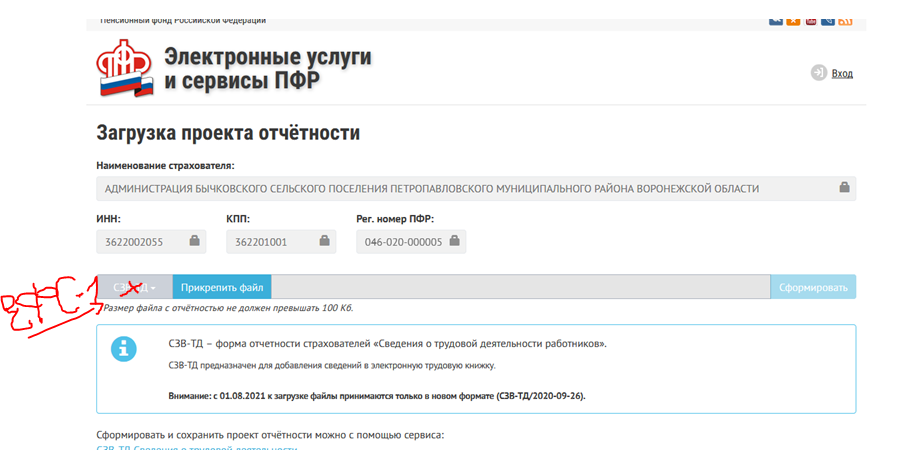 Пенсионный фонд Российской Федерации
Электронные услуги
и сервисы ПФР
Вход
Загрузка проекта отчётности
Наименование страхователя:
АДМИНИСТРАЦИЯ БЫЧКОВСКОГО СЕЛЬСКОГО ПОСЕЛЕНИЯ ПЕТРОПАВЛОВСКОГО МУНИЦИПАЛЬНОГО РАЙОНА ВОРОНЕЖСКОЙ ОБЛАСТИ
ИНН: КПП: Рег. номер ПФР:
3622002055 362201001 046-020-000005
СЗВ-ТД Прикрепить файл Сформировать
Размер файла с отчётностью не должен превышать 100 Кб.
СЗВ-ТД – форма отчетности страхователей «Сведения о трудовой деятельности работников».
СЗВ-ТД предназначен для добавления сведений в электронную трудовую книжку.
Внимание: с 01.08.2021 к загрузке файлы принимаются только в новом формате (СЗВ-ТД/2020-09-26).
Сформировать и сохранить проект отчётности можно с помощью сервиса:
СЗВ-ТД Сведения о трудовой деятельности